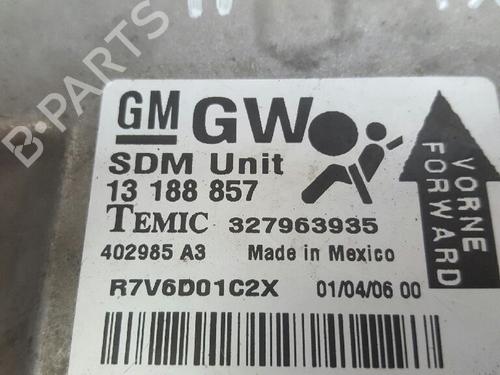 GM GW
SDM Unit
13 188 857
TEMIC 327963935
402985 A3 Made in Mexico
R7V6D01C2X 01/04/06 00
VORNE
FORWARD
B-PARTS